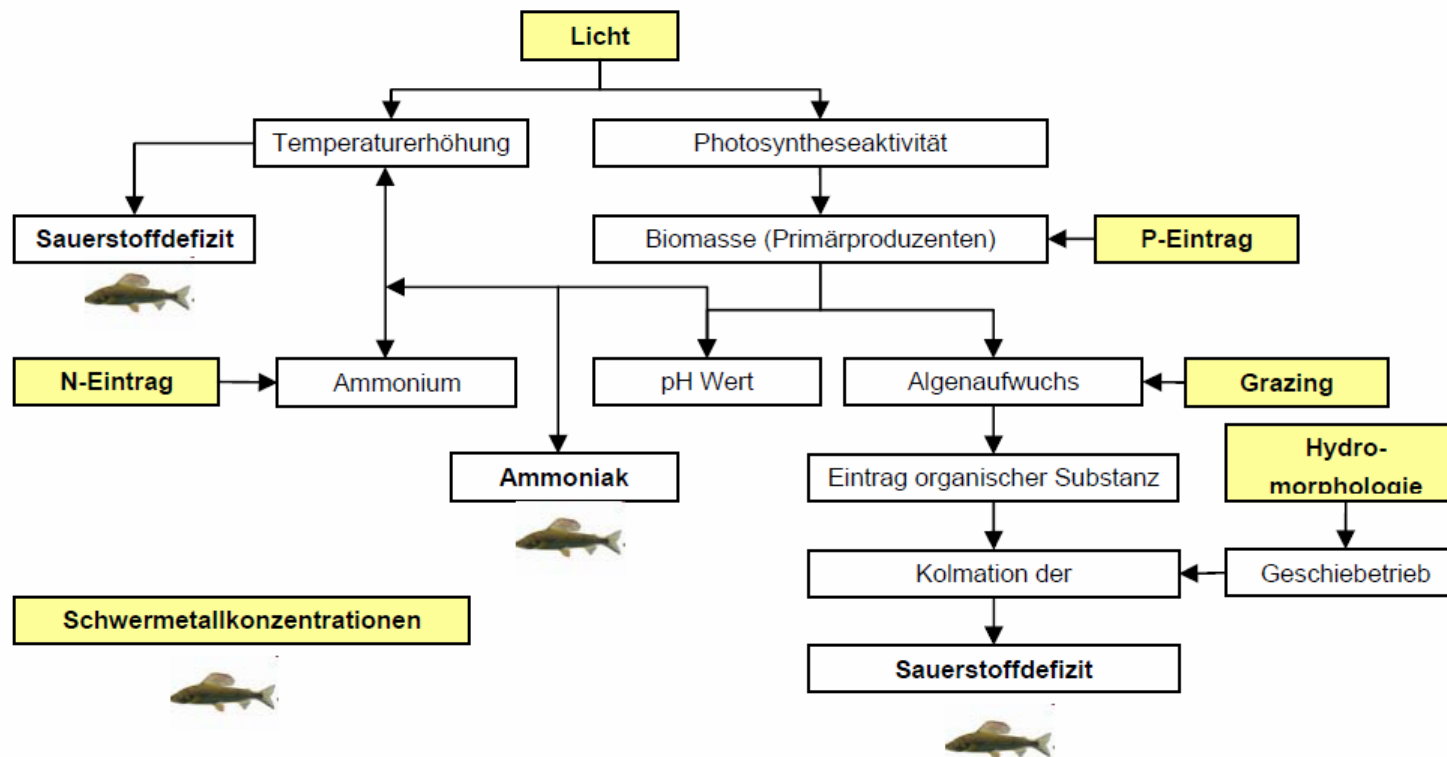 Licht
Temperaturerhöhung
Photosyntheseaktivität
Sauerstoffdefizit
Biomasse (Primärproduzenten)
P-Eintrag
N-Eintrag
Ammonium
pH Wert
Algenaufwuchs
Grazing
Ammoniak
Eintrag organischer Substanz
Hydro-
morphologie
Kolmation der
Geschiebetrieb
Schwermetallkonzentrationen
Sauerstoffdefizit